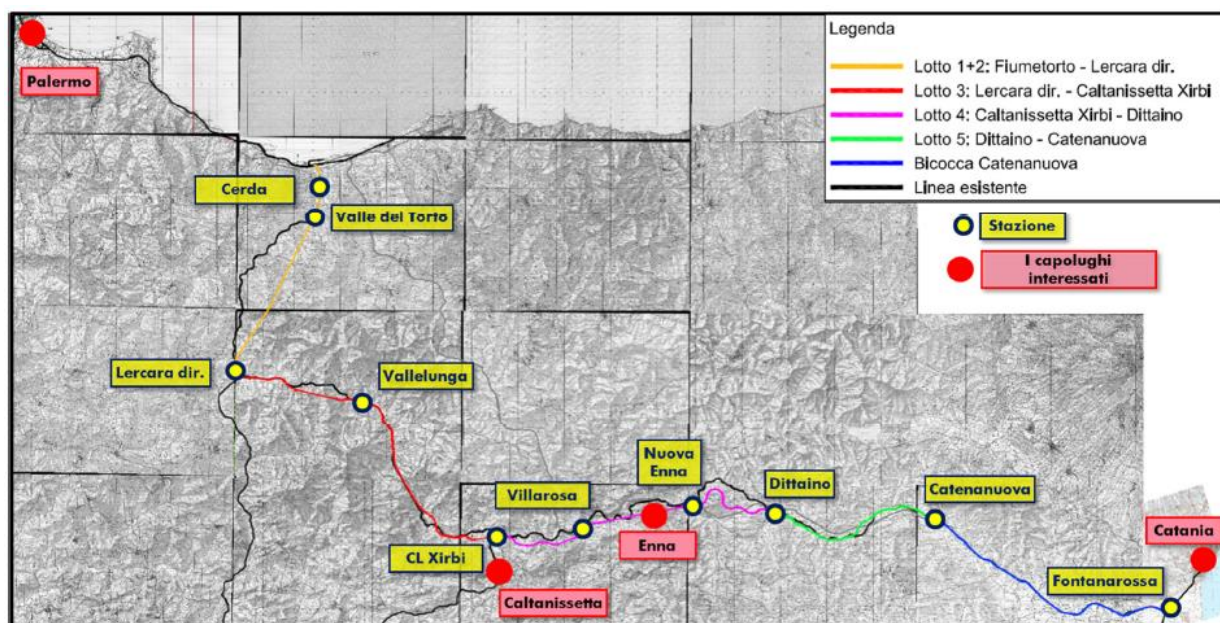 Legenda
Lotto 1+2: Fiumetorto - Lercara dir.
Lotto 3: Lercara dir. - Caltanissetta Xirbi
Lotto 4: Caltanissetta Xirbi - Dittaino
Lotto 5: Dittaino - Catenanuova
Bicocca Catenanuova
Linea esistente
Stazione
I capolughi
interessati
Palermo
Cerda
Valle del Torto
Lercara dir.
Vallelunga
Nuova
Enna
Villarosa
Dittaino
Catenanuova
CL Xirbi
Enna
Catania
Caltanissetta
Fontanarossa